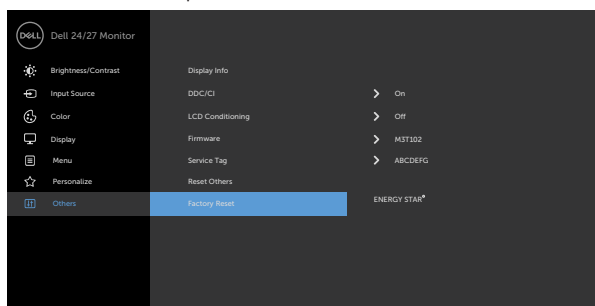 DELL Dell 24/27 Monitor
Brightness/Contrast Display Info
Input Source DDC/CI On
Color LCD Conditioning Off
Display Firmware M3T102
Menu Service Tag ABCDEFG
Personalize Reset Others
Others Factory Reset ENERGY STAR®